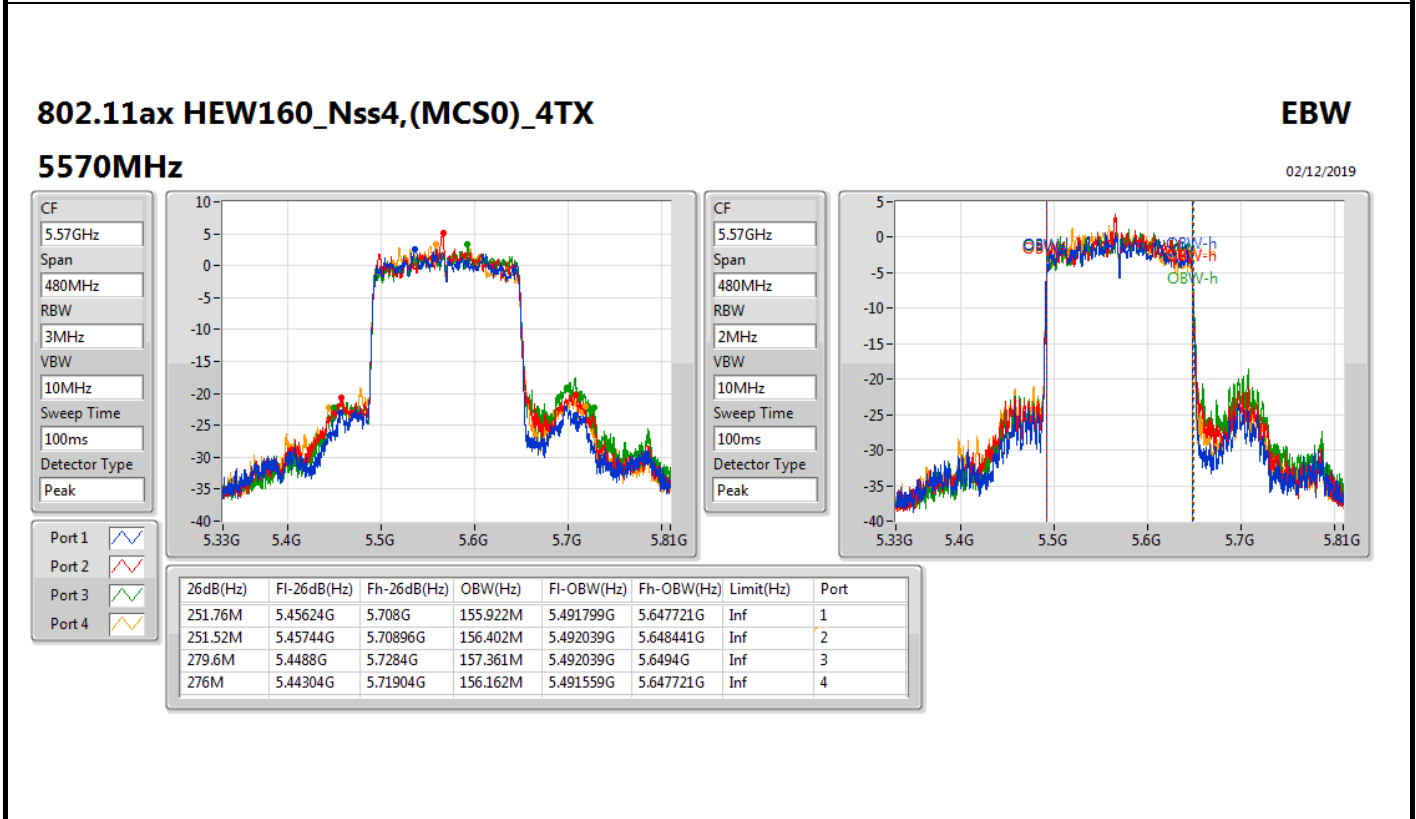 802.11ax HEW160_Nss4,(MCS0)_4TX
EBW
5570MHz
02/12/2019
CF
5.57GHz
Span
480MHz
RBW
3MHz
VBW
10MHz
Sweep Time
100ms
Detector Type
Peak
10
5
0
-5
-10
-15
-20
-25
-30
-35
-40
5.33G 5.4G 5.5G 5.6G 5.7G 5.81G
CF
5.57GHz
Span
480MHz
RBW
2MHz
VBW
10MHz
Sweep Time
100ms
Detector Type
Peak
5
0
-5
-10
-15
-20
-25
-30
-35
-40
5.33G 5.4G 5.5G 5.6G 5.7G 5.81G
OBW-h
OBW-h
OBW-h
Port 1
Port 2
Port 3
Port 4
26dB(Hz) Fl-26dB(Hz) Fh-26dB(Hz) OBW(Hz) Fl-OBW(Hz) Fh-OBW(Hz) Limit(Hz) Port
251.76M 5.45624G 5.708G 155.922M 5.491799G 5.647721G Inf 1
251.52M 5.45744G 5.70896G 156.402M 5.492039G 5.648441G Inf 2
279.6M 5.4488G 5.7284G 157.361M 5.492039G 5.6494G Inf 3
276M 5.44304G 5.71904G 156.162M 5.491559G 5.647721G Inf 4